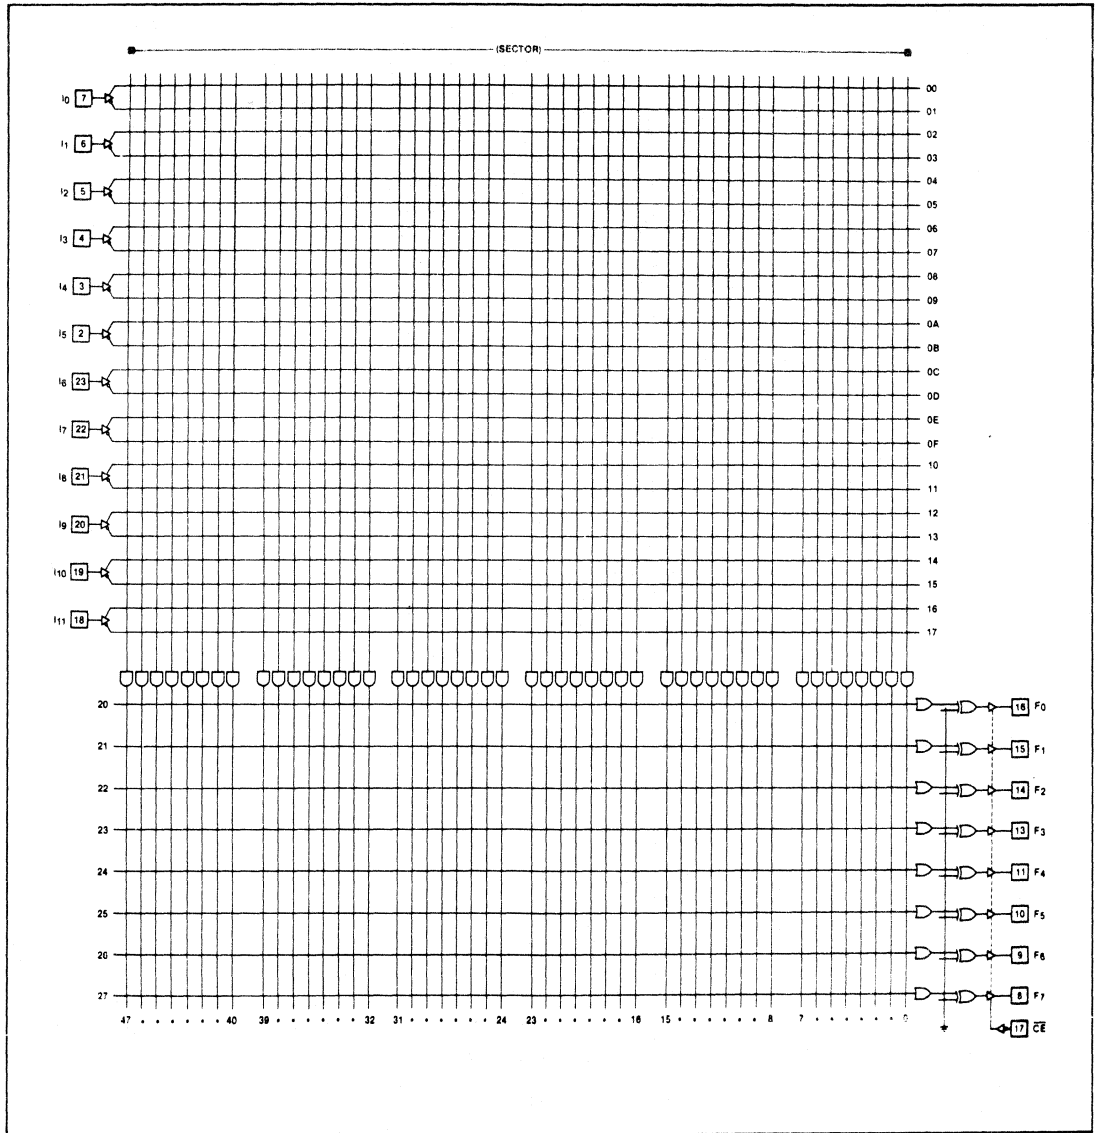 (SECTOR)
00
I0 7
01
02
I1 6
03
04
I2 5
05
06
I3 4
07
08
I4 3
09
0A
I5 2
0B
0C
I6 23
0D
0E
I7 22
0F
10
I8 21
11
12
I9 20
13
14
I10 19
15
16
I11 18
17
20 16 F0
21 15 F1
22 14 F2
23 13 F3
24 11 F4
25 10 F5
26 9 F6
27 8 F7
47 40 39 32 31 24 23 16 15 8 7 0
17 CE